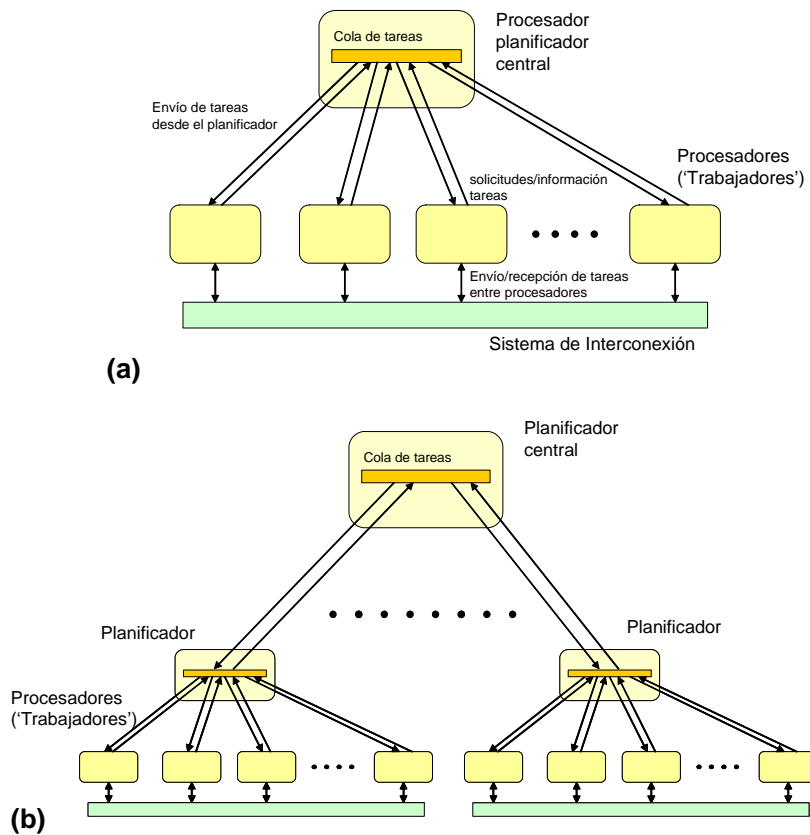 Cola de tareas
Procesador
planificador
central
Envío de tareas
desde el planificador
Procesadores
(‘Trabajadores’)
solicitudes/información
tareas
Envío/recepción de tareas
entre procesadores
Sistema de Interconexión
(a)
Planificador
central
Cola de tareas
Planificador
Planificador
Procesadores
(‘Trabajadores’)
(b)